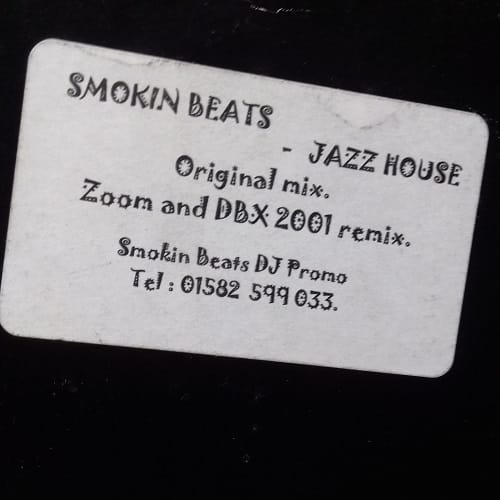 SMOKIN BEATS
- JAZZ HOUSE
Original mix.
Zoom and DBX 2001 remix.
Smokin Beats DJ Promo
Tel : 01582 599 033.